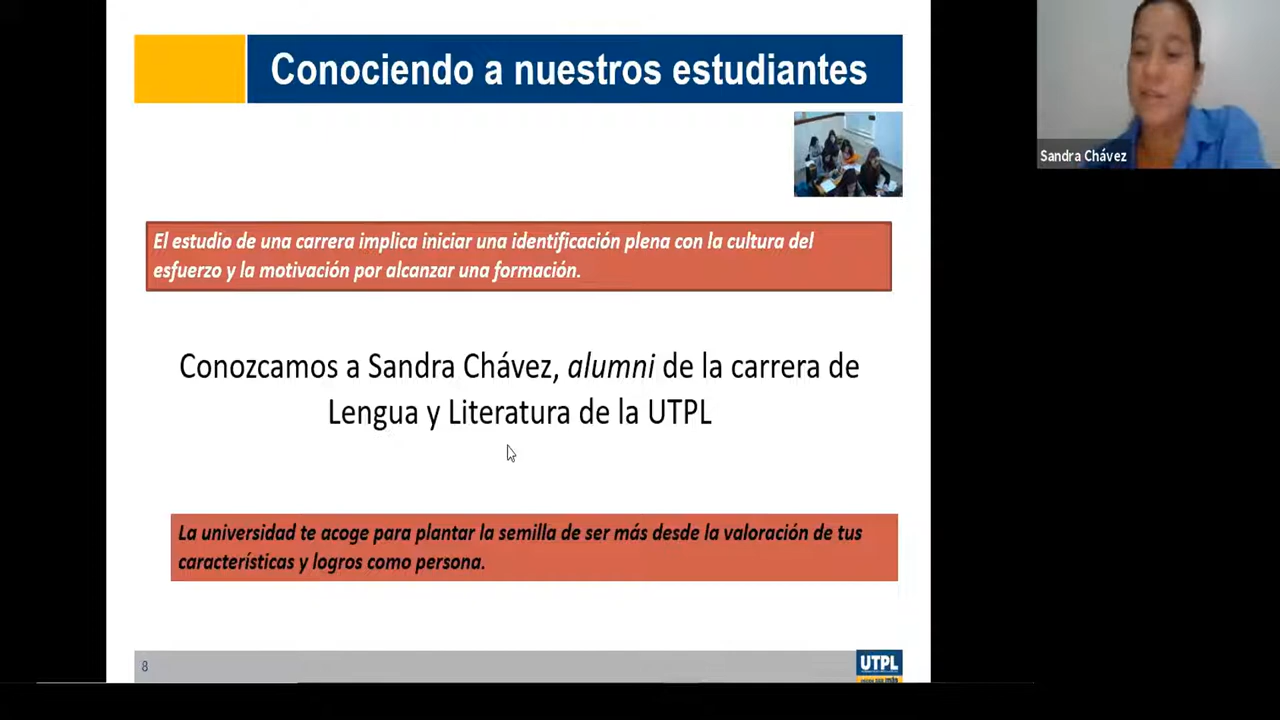 Conociendo a nuestros estudiantes
Sandra Chávez
El estudio de una carrera implica iniciar una identificación plena con la cultura del
esfuerzo y la motivación por alcanzar una formación.
Conozcamos a Sandra Chávez, alumni de la carrera de
Lengua y Literatura de la UTPL
La universidad te acoge para plantar la semilla de ser más desde la valoración de tus
características y logros como persona.
8
UTPL